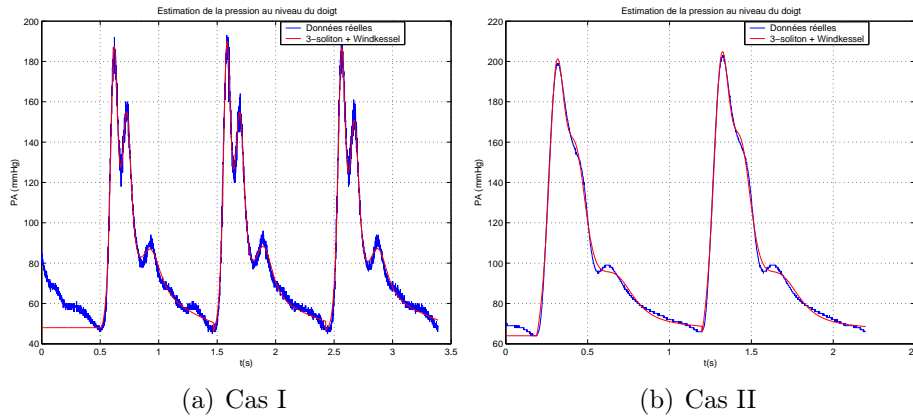 Estimation de la pression au niveau du doigt
Données réelles
3−soliton + Windkessel
PA (mmHg)
200
180
160
140
120
100
80
60
40
0 0.5 1 1.5 2 2.5 3 3.5
t(s)
(a) Cas I
Estimation de la pression au niveau du doigt
Données réelles
3−soliton + Windkessel
PA (mmHg)
220
200
180
160
140
120
100
80
60
0 0.5 1 1.5 2 2.5
t(s)
(b) Cas II